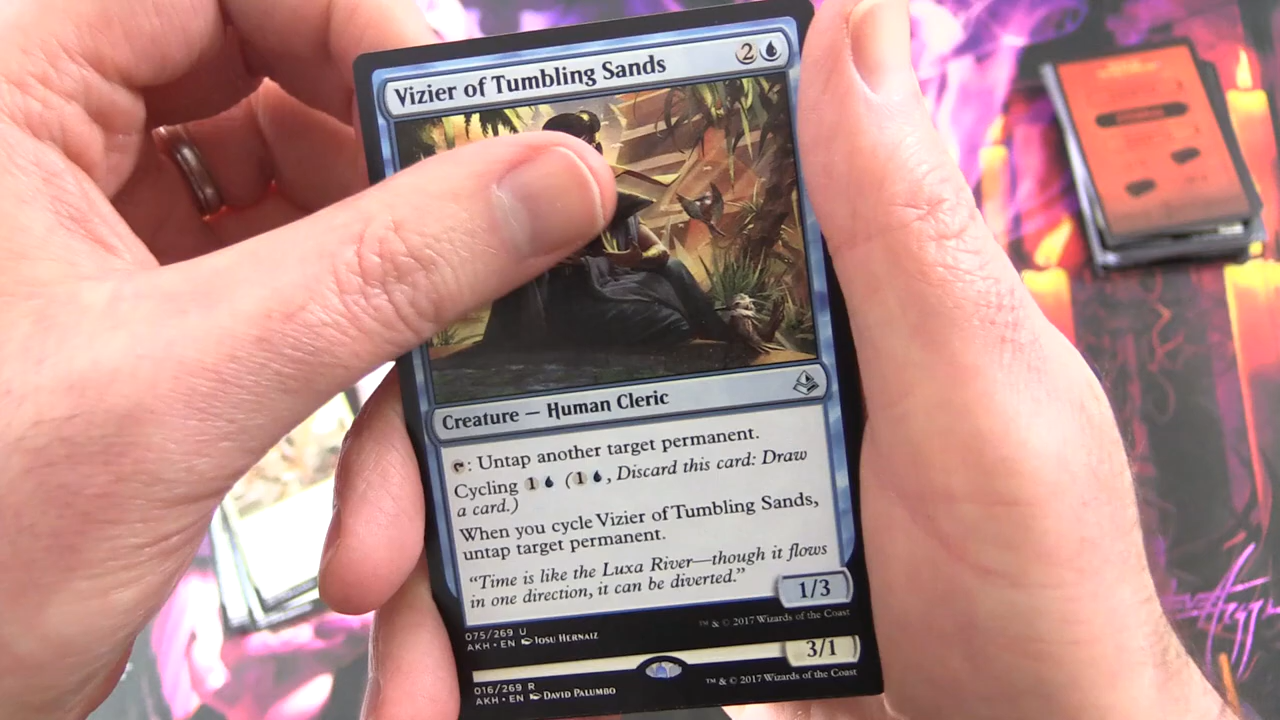 Vizier of Tumbling Sands 2
Creature — Human Cleric
: Untap another target permanent.
Cycling 1 (1, Discard this card: Draw
a card.)
When you cycle Vizier of Tumbling Sands,
untap target permanent.
“Time is like the Luxa River—though it flows
in one direction, it can be diverted.”
1/3
075/269 U
AKH • EN Josu Hernaiz
™ & © 2017 Wizards of the Coast
3/1
016/269 R
AKH • EN David Palumbo
™ & © 2017 Wizards of the Coast